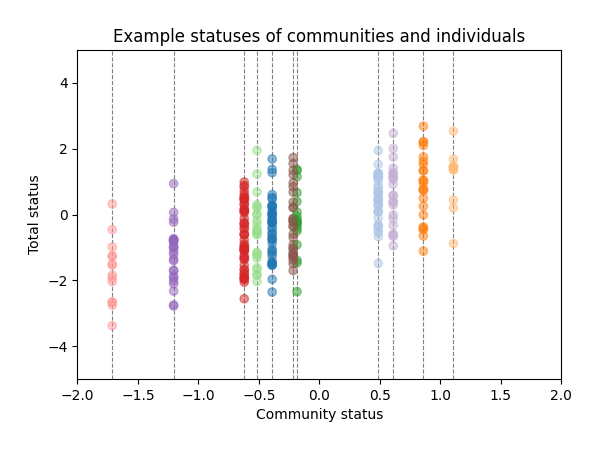 Example statuses of communities and individuals
Total status
4
2
0
−2
−4
−2.0 −1.5 −1.0 −0.5 0.0 0.5 1.0 1.5 2.0
Community status